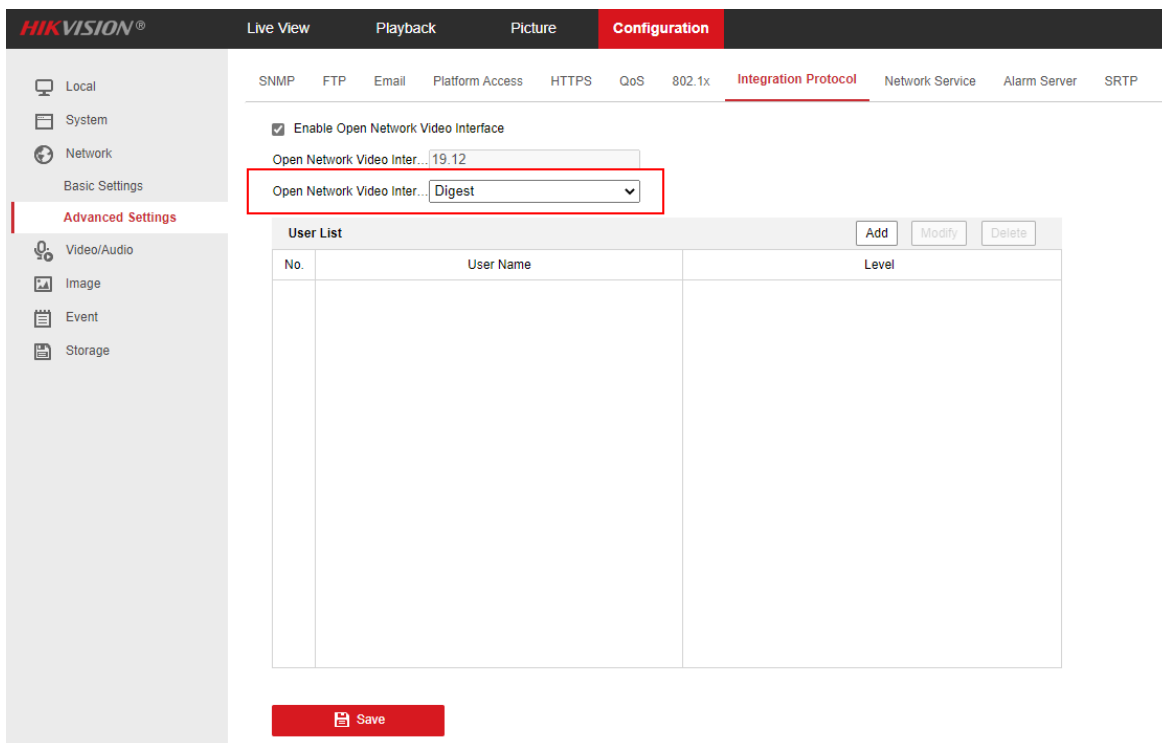 HIKVISION®
Live View Playback Picture Configuration
Local
System
Network
Basic Settings
Advanced Settings
Video/Audio
Image
Event
Storage
SNMP FTP Email Platform Access HTTPS QoS 802.1x Integration Protocol Network Service Alarm Server SRTP
Enable Open Network Video Interface
Open Network Video Inter... 19.12
Open Network Video Inter... Digest
User List Add Modify Delete
No. User Name Level
Save